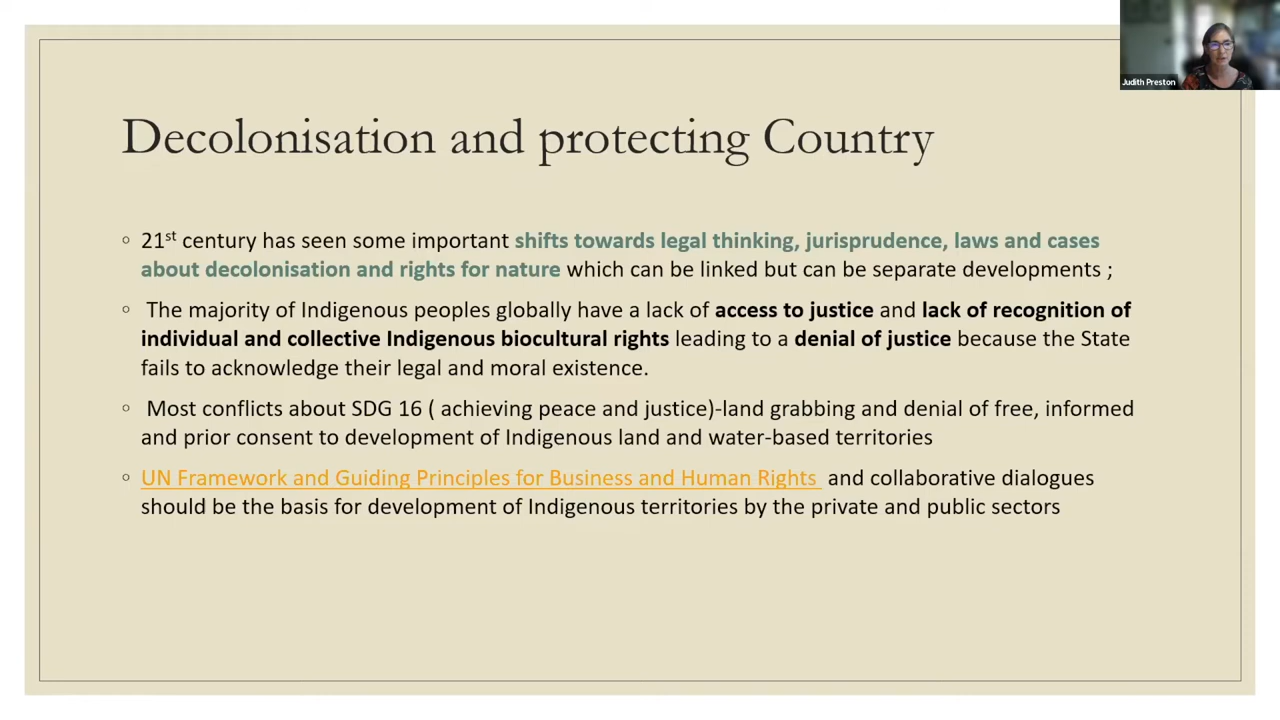 Judith Preston
Decolonisation and protecting Country
◦ 21st century has seen some important shifts towards legal thinking, jurisprudence, laws and cases
about decolonisation and rights for nature which can be linked but can be separate developments ;
◦ The majority of Indigenous peoples globally have a lack of access to justice and lack of recognition of
individual and collective Indigenous biocultural rights leading to a denial of justice because the State
fails to acknowledge their legal and moral existence.
◦ Most conflicts about SDG 16 ( achieving peace and justice)-land grabbing and denial of free, informed
and prior consent to development of Indigenous land and water-based territories
◦ UN Framework and Guiding Principles for Business and Human Rights and collaborative dialogues
should be the basis for development of Indigenous territories by the private and public sectors